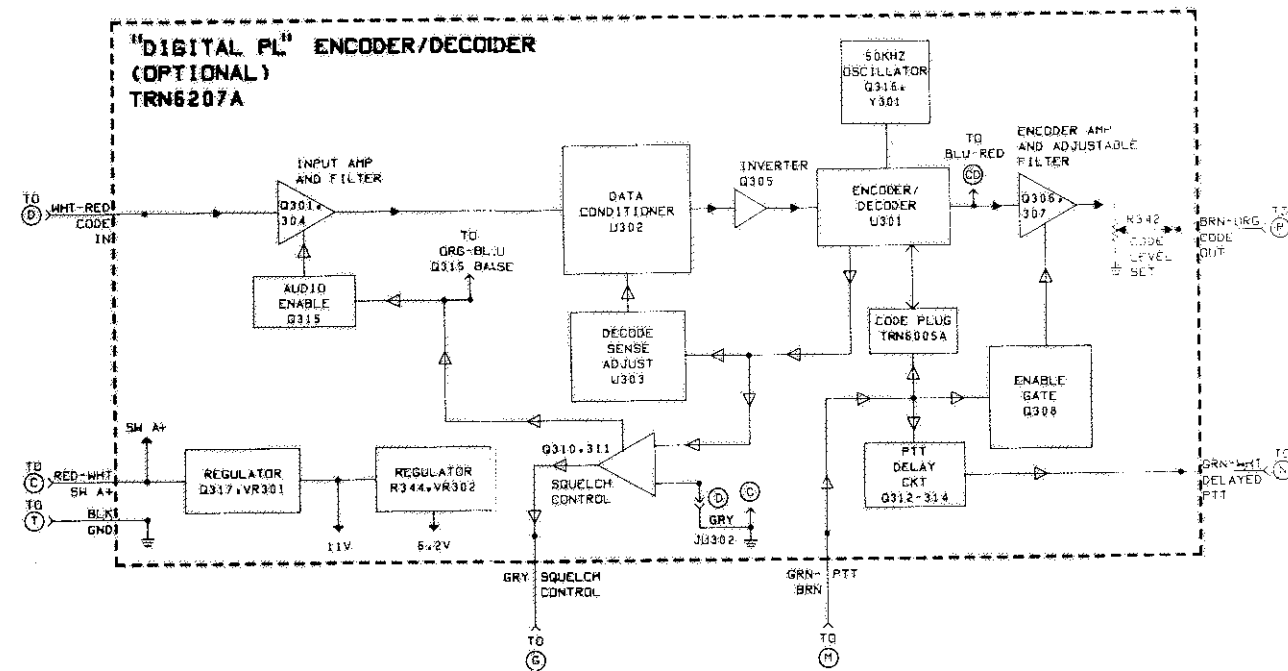 "DIGITAL PL" ENCODER/DECODER
(OPTIONAL)
TRN6207A
50KHZ
OSCILLATOR
Q316,
Y301
TO
BLU-RED
CD
ENCODER AMP
AND ADJUSTABLE
FILTER
INPUT AMP
AND FILTER
INVERTER
Q305
TO
D
WHT-RED
CODE
IN
Q301,
304
DATA
CONDITIONER
U302
ENCODER/
DECODER
U301
Q306,
307
R342
CODE
LEVEL
SET
BRN-ORG
CODE
OUT
TO
P
TO
ORG-BLU
Q315 BASE
AUDIO
ENABLE
Q315
DECODE
SENSE
ADJUST
U303
CODE PLUG
TRN6005A
ENABLE
GATE
Q308
SW A+
TO
C
RED-WHT
SW A+
REGULATOR
Q317,VR301
REGULATOR
R344,VR302
Q310,311
SQUELCH
CONTROL
PTT
DELAY
CKT
Q312-314
GRN-WHT
DELAYED
PTT
TO
N
TO
T
BLK
GND
11V
5.2V
D
C
GRY
JU302
GRY
SQUELCH
CONTROL
GRN-
BRN
PTT
TO
G
TO
M